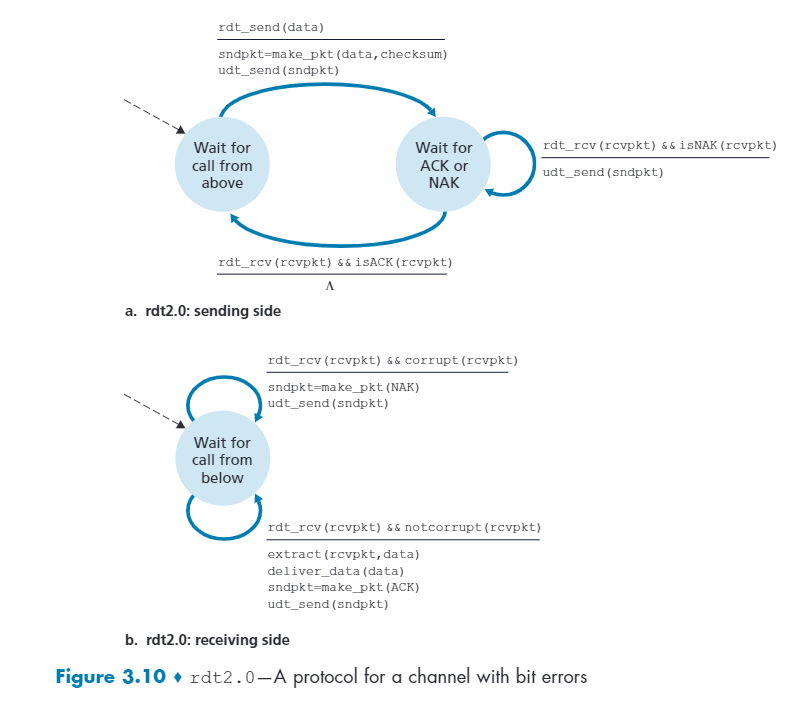 rdt_send(data)
sndpkt=make_pkt(data,checksum)
udt_send(sndpkt)
Wait for
call from
above
Wait for
ACK or
NAK
rdt_rcv(rcvpkt)&&isNAK(rcvpkt)
udt_send(sndpkt)
rdt_rcv(rcvpkt)&&isACK(rcvpkt)
Λ
a. rdt2.0: sending side
rdt_rcv(rcvpkt)&&corrupt(rcvpkt)
sndpkt=make_pkt(NAK)
udt_send(sndpkt)
Wait for
call from
below
rdt_rcv(rcvpkt)&&notcorrupt(rcvpkt)
extract(rcvpkt,data)
deliver_data(data)
sndpkt=make_pkt(ACK)
udt_send(sndpkt)
b. rdt2.0: receiving side
Figure 3.10 ♦ rdt2.0—A protocol for a channel with bit errors